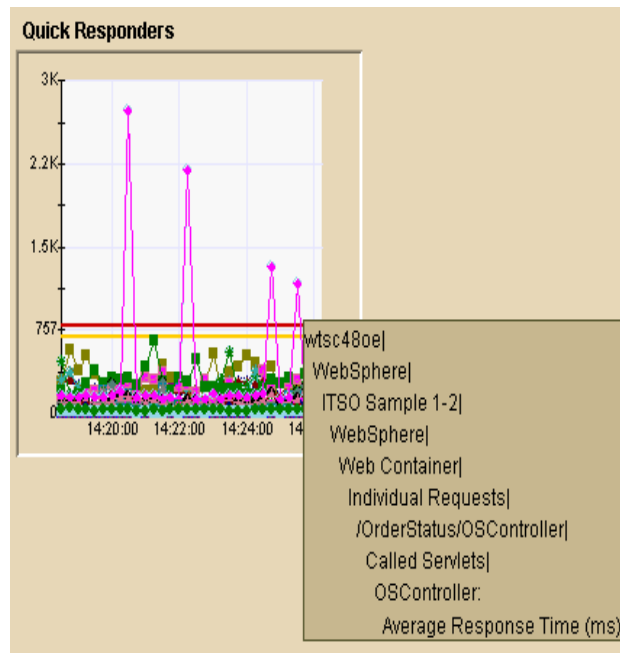 Quick Responders
3K
2.2K
1.5K
757
0
14:20:00 14:22:00 14:24:00 14
wtsc48oe|
WebSphere|
ITSO Sample 1-2|
WebSphere|
Web Container|
Individual Requests|
/OrderStatus/OSController|
Called Servlets|
OSController:
Average Response Time (ms)